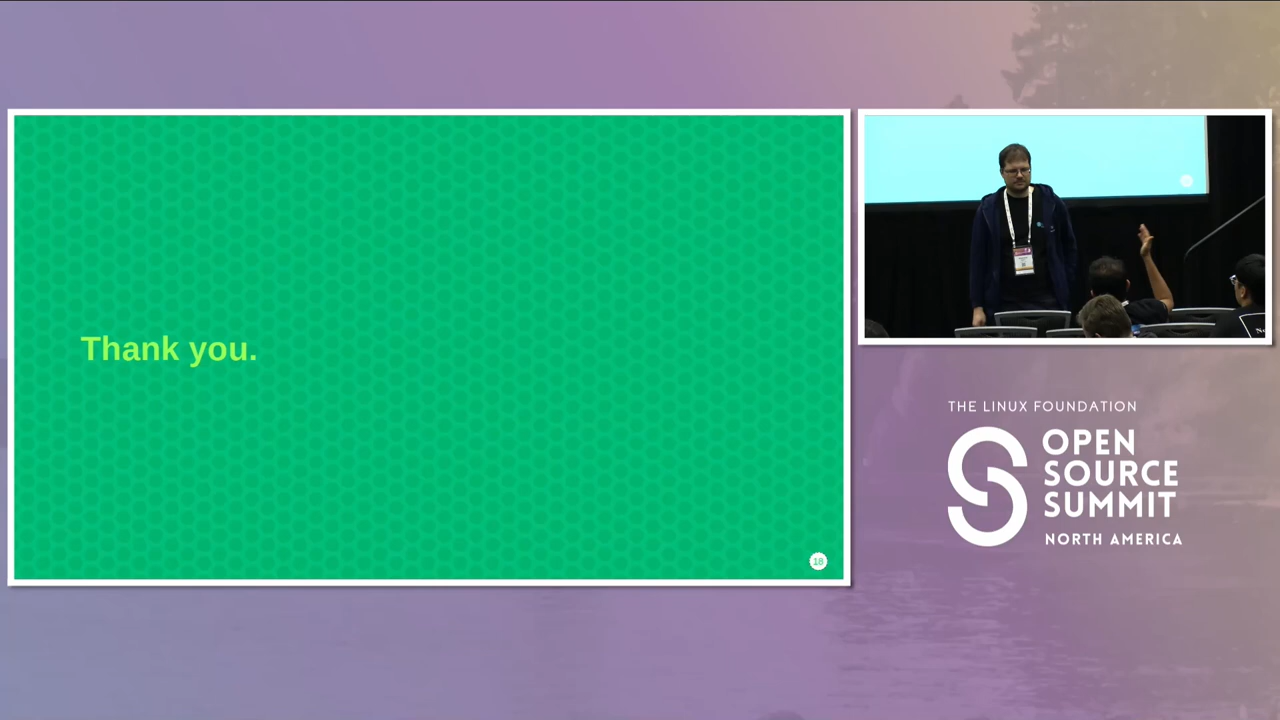 Thank you.
18
THE LINUX FOUNDATION
OPEN
SOURCE
SUMMIT
NORTH AMERICA